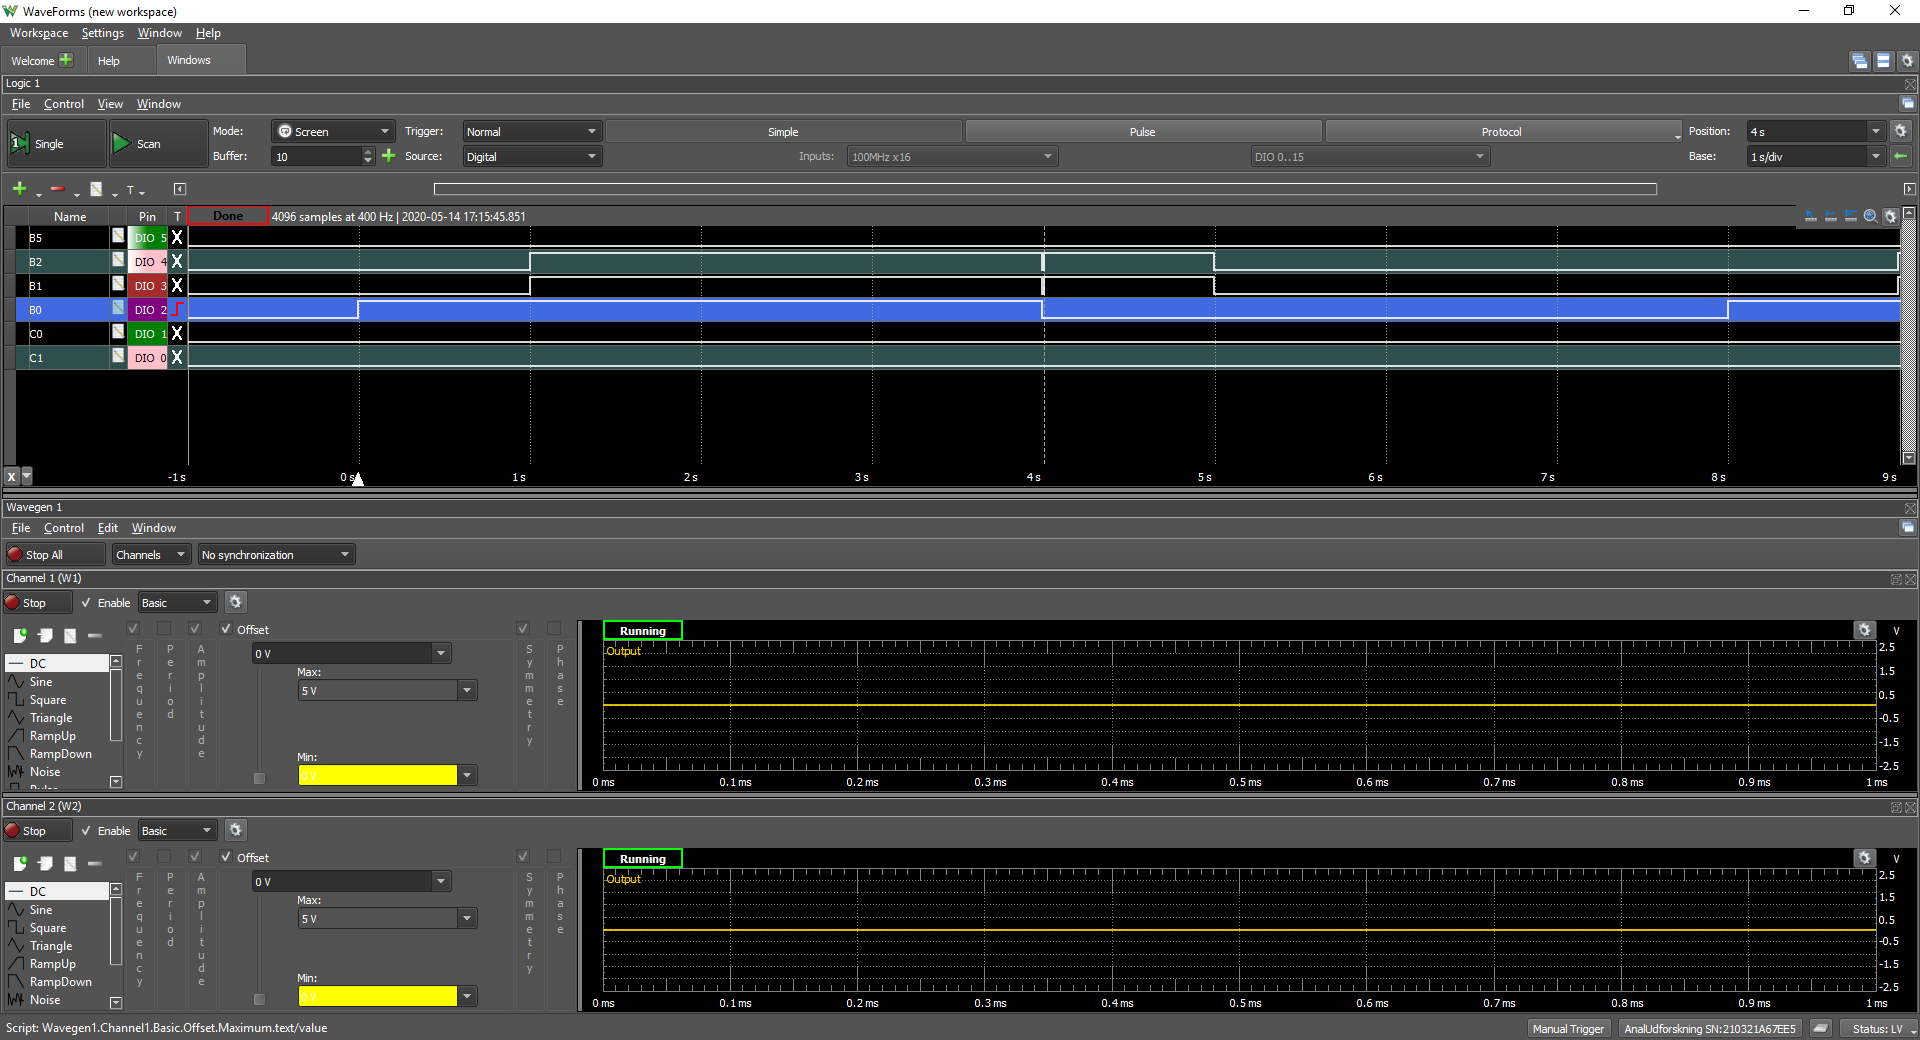 WaveForms (new workspace)
Workspace Settings Window Help
Welcome Help Windows
Logic 1
File Control View Window
Single Scan Mode: Screen Trigger: Normal Simple Pulse Protocol Position: 4 s
Buffer: 10 Source: Digital Inputs: 100MHz x16 DIO 0..15 Base: 1 s/div
T
Name Pin T Done 4096 samples at 400 Hz | 2020-05-14 17:15:45.851
B5 DIO 5 X
B2 DIO 4 X
B1 DIO 3 X
B0 DIO 2
C0 DIO 1 X
C1 DIO 0 X
X -1 s 0 s 1 s 2 s 3 s 4 s 5 s 6 s 7 s 8 s 9 s
Wavegen 1
File Control Edit Window
Stop All Channels No synchronization
Channel 1 (W1)
Stop Enable Basic
Offset Running V
Frequency Period Amplitude 0 V Symmetry Phase Output 2.5
DC Max: 1.5
Sine 5 V 0.5
Square -0.5
Triangle -1.5
RampUp -2.5
RampDown Min:
Noise 0 V
Pulse 0 ms 0.1 ms 0.2 ms 0.3 ms 0.4 ms 0.5 ms 0.6 ms 0.7 ms 0.8 ms 0.9 ms 1 ms
Channel 2 (W2)
Stop Enable Basic
Offset Running V
Frequency Period Amplitude 0 V Symmetry Phase Output 2.5
DC Max: 1.5
Sine 5 V 0.5
Square -0.5
Triangle -1.5
RampUp -2.5
RampDown Min:
Noise 0 V
0 ms 0.1 ms 0.2 ms 0.3 ms 0.4 ms 0.5 ms 0.6 ms 0.7 ms 0.8 ms 0.9 ms 1 ms
Script: Wavegen1.Channel1.Basic.Offset.Maximum.text/value Manual Trigger AnalUdforskning SN:210321A67EE5 Status: LV